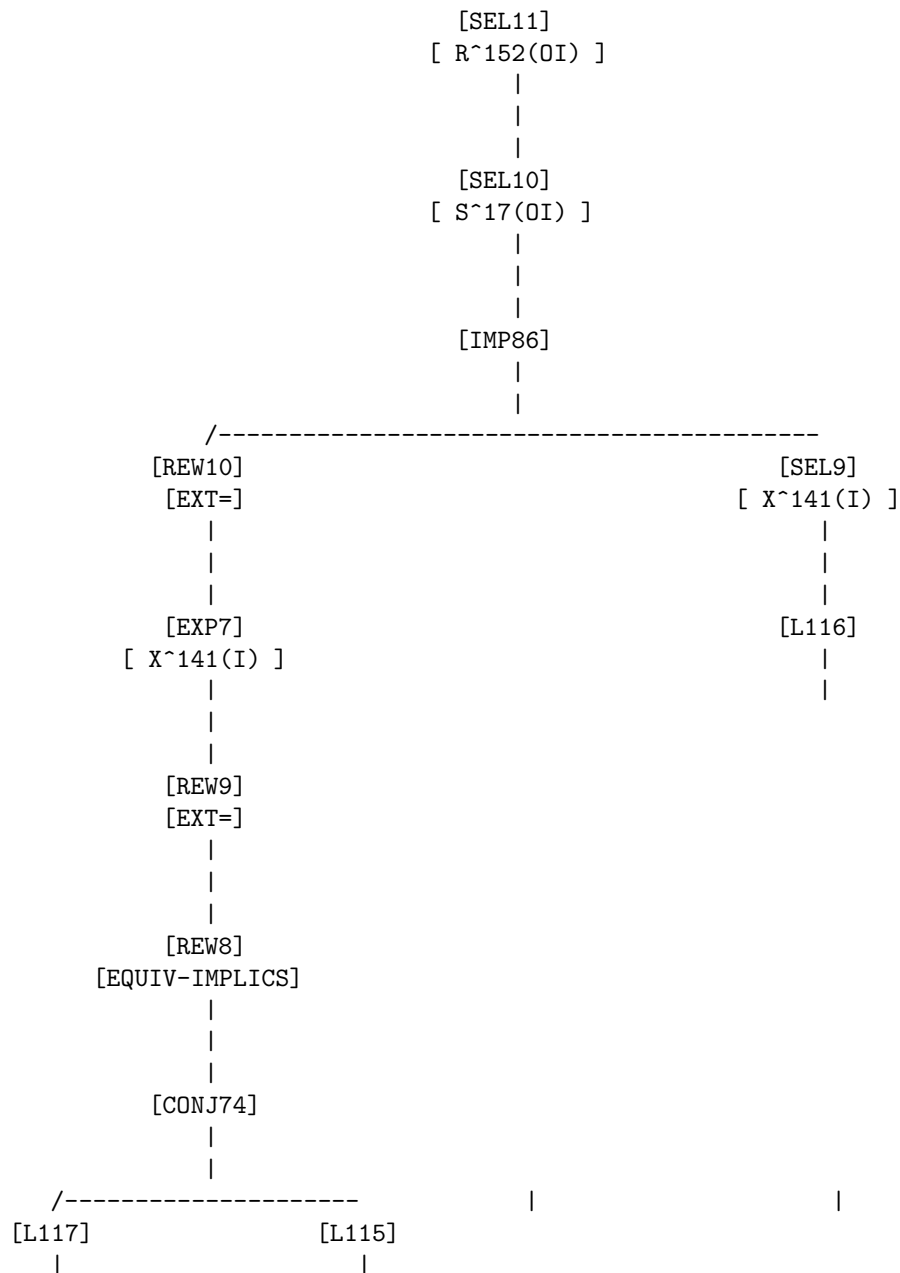 [SEL11]
[ R^152(OI) ]
[SEL10]
[ S^17(OI) ]
[IMP86]
[REW10] [SEL9]
[EXT=] [ X^141(I) ]
[EXP7] [L116]
[ X^141(I) ]
[REW9]
[EXT=]
[REW8]
[EQUIV-IMPLICS]
[CONJ74]
[L117] [L115]